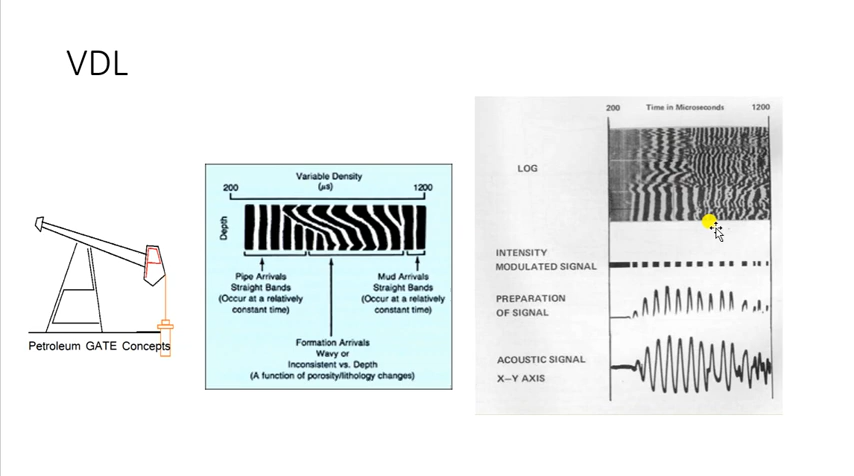 VDL
Petroleum GATE Concepts
Variable Density
(μs)
200
1200
Depth
Pipe Arrivals
Straight Bands
(Occur at a relatively
constant time)
Mud Arrivals
Straight Bands
(Occur at a relatively
constant time)
Formation Arrivals
Wavy or
Inconsistent vs. Depth
(A function of porosity/lithology changes)
200 Time in Microseconds 1200
LOG
INTENSITY
MODULATED SIGNAL
PREPARATION
OF SIGNAL
ACOUSTIC SIGNAL
X–Y AXIS